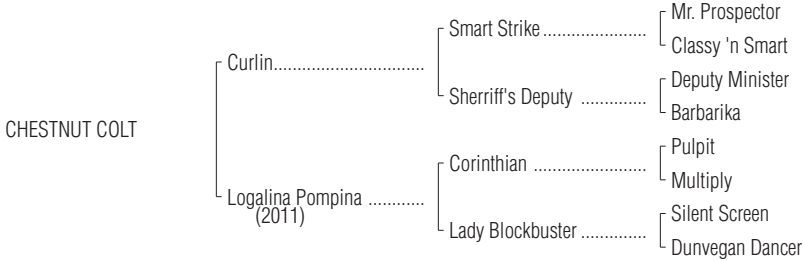 Mr. Prospector
Smart Strike......................
Classy 'n Smart
Curlin................................
Deputy Minister
Sherriff's Deputy ..............
Barbarika
CHESTNUT COLT
Pulpit
Corinthian ........................
Multiply
Logalina Pompina ............
(2011)
Silent Screen
Lady Blockbuster ..............
Dunvegan Dancer